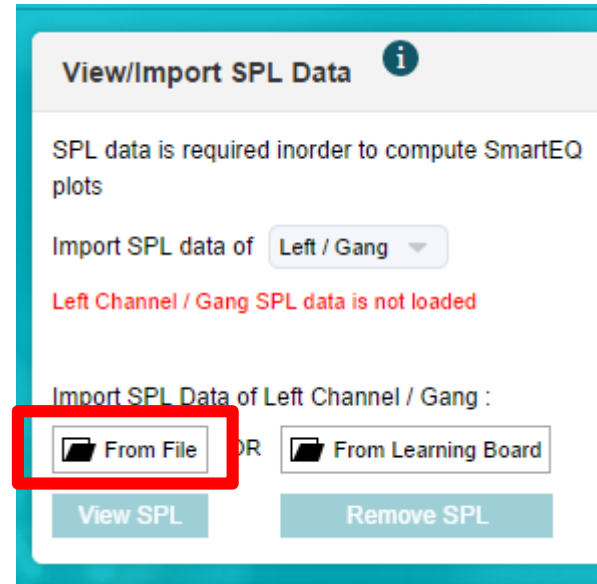 View/Import SPL Data i
SPL data is required inorder to compute SmartEQ
plots
Import SPL data of Left / Gang
Left Channel / Gang SPL data is not loaded
Import SPL Data of Left Channel / Gang :
From File OR From Learning Board
View SPL Remove SPL